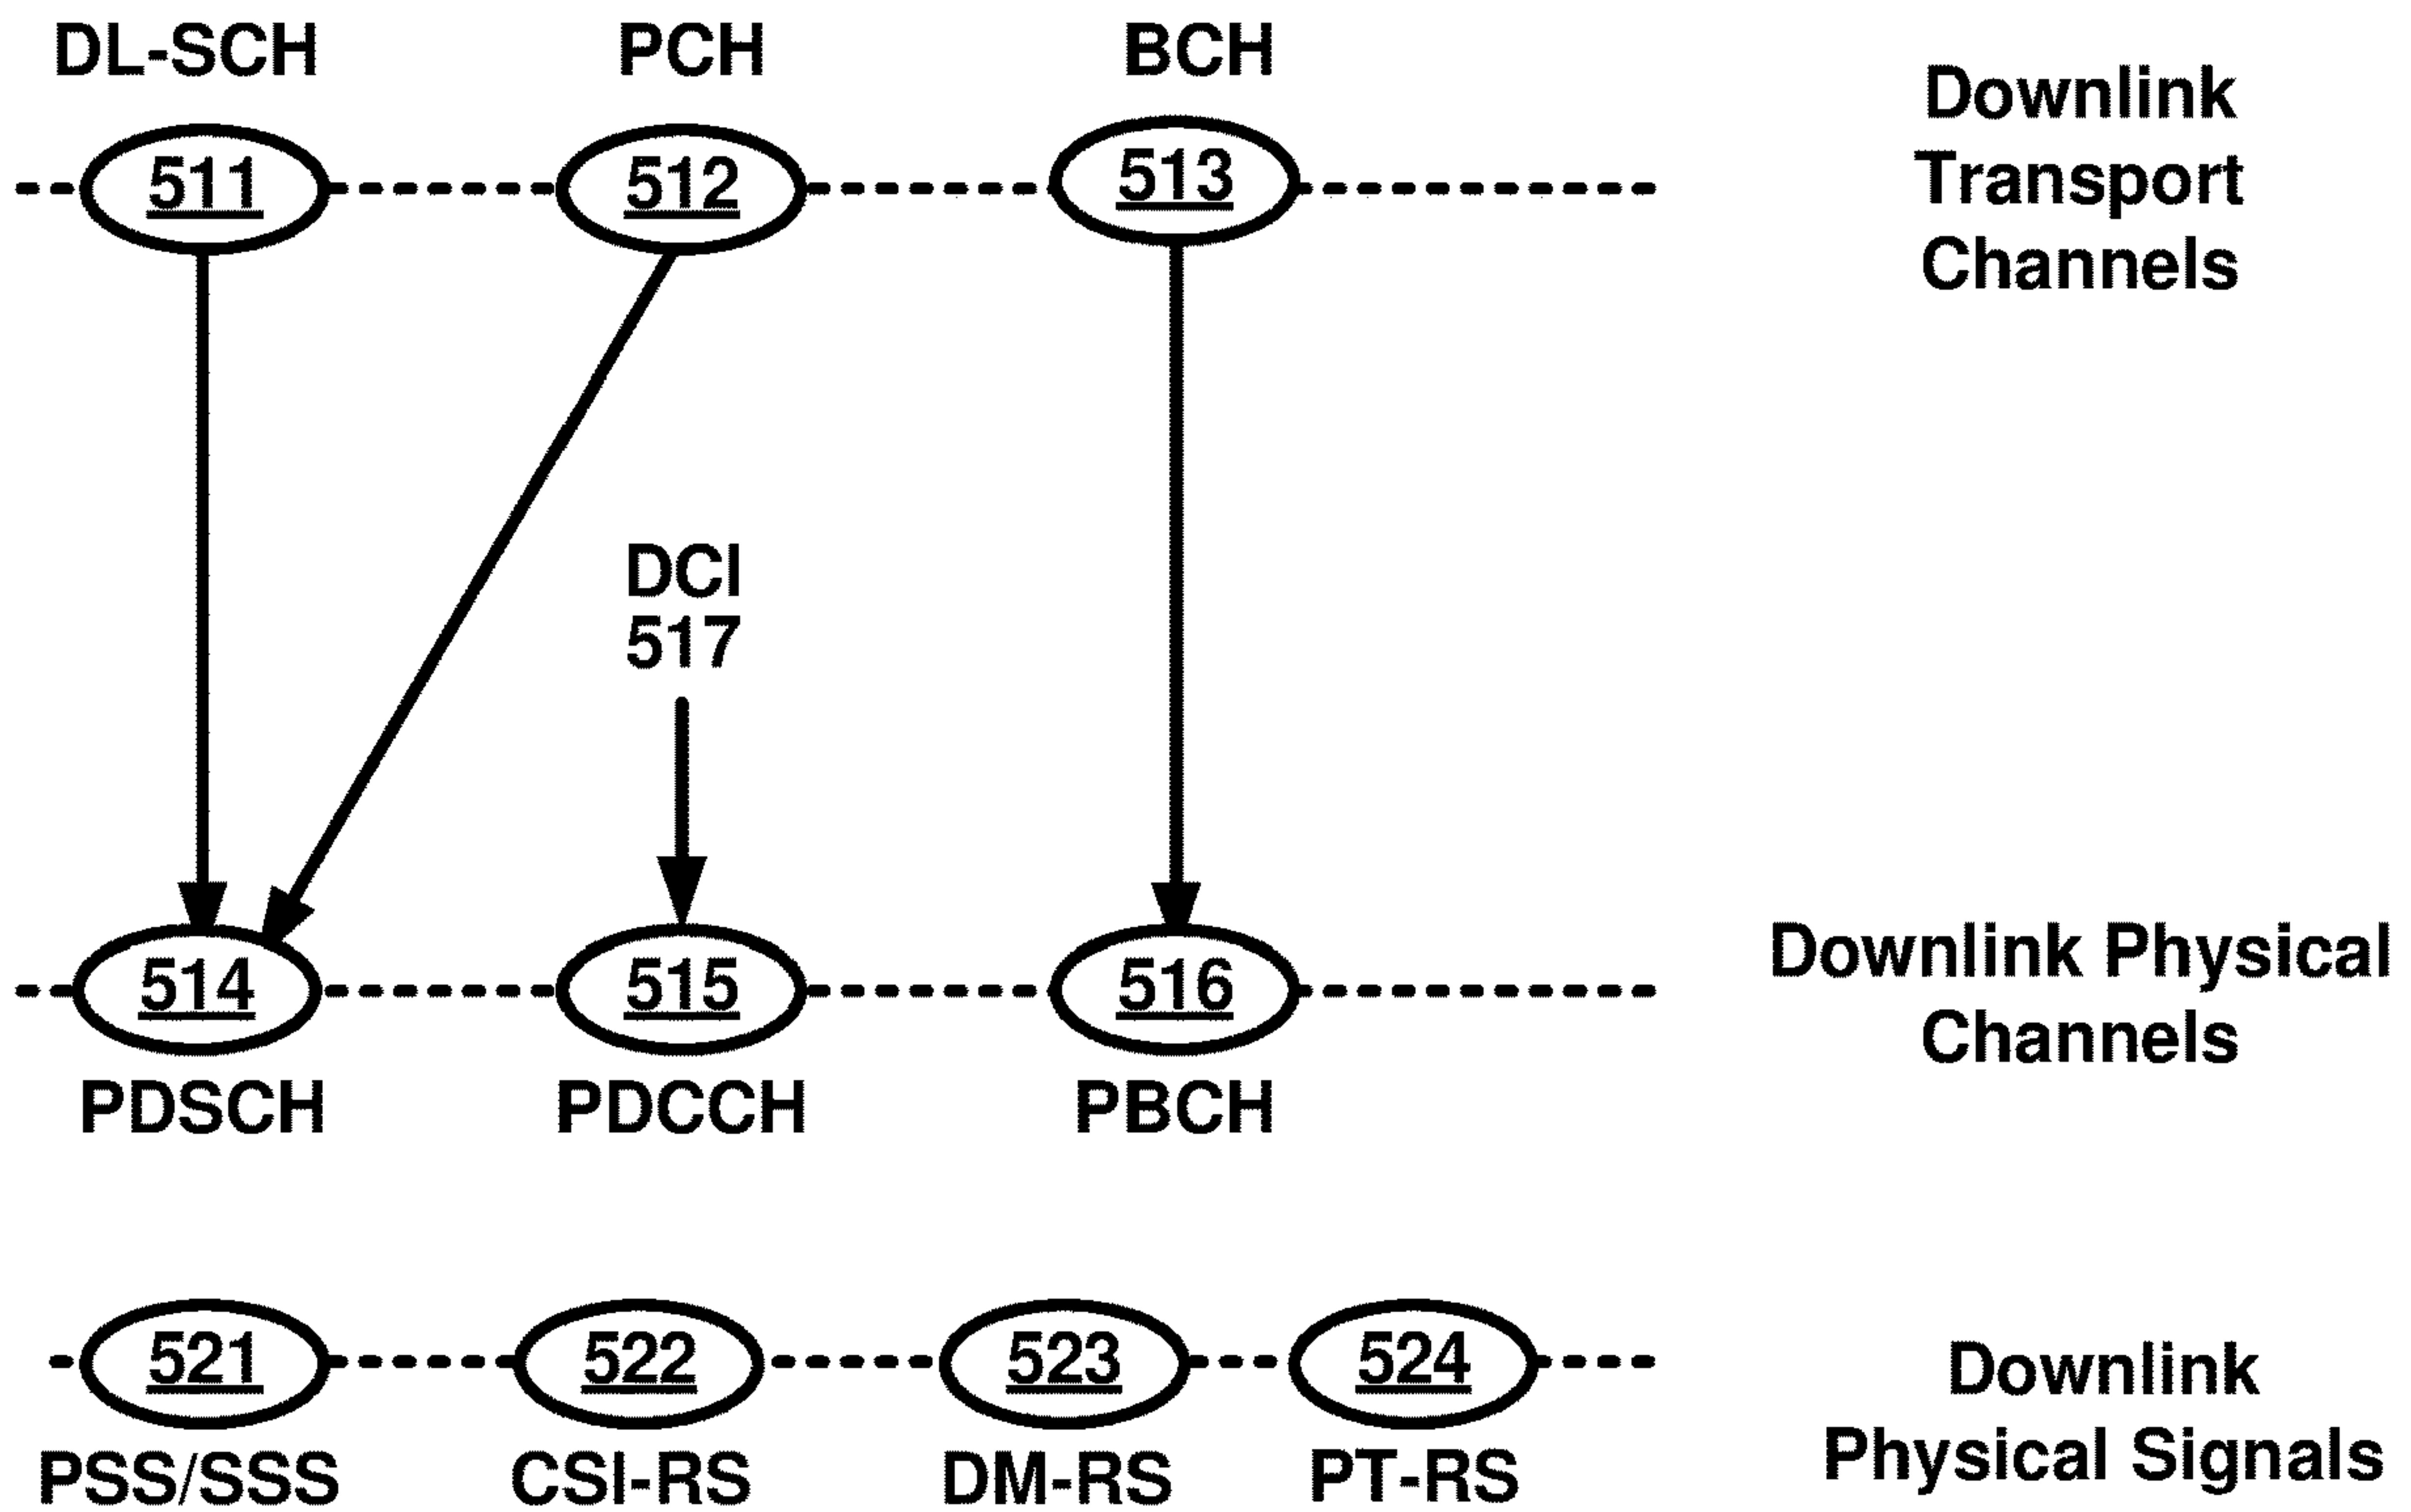 DL-SCH
PCH
BCH
511
512
513
Downlink
Transport
Channels
DCI
517
514
515
516
Downlink Physical
Channels
PDSCH
PDCCH
PBCH
521
522
523
524
Downlink
Physical Signals
PSS/SSS
CSI-RS
DM-RS
PT-RS